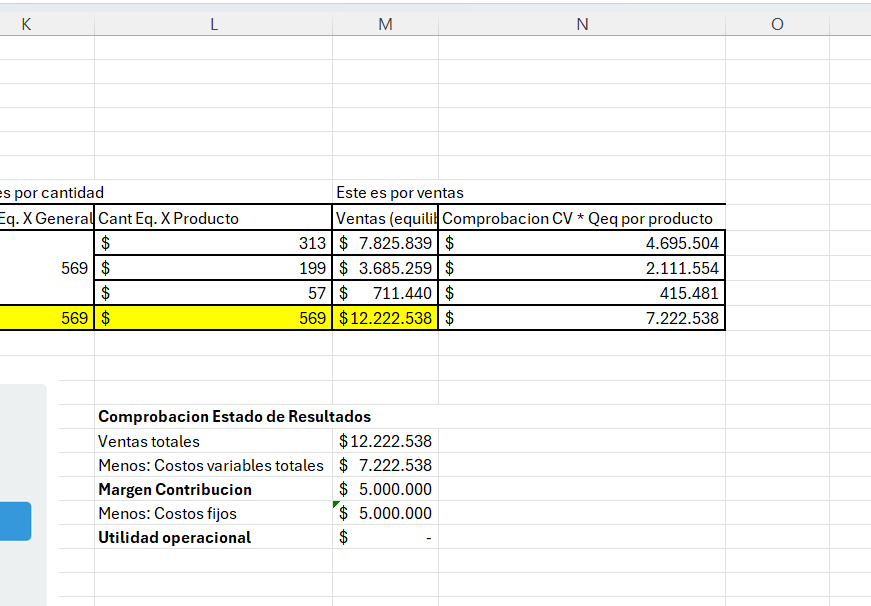 K L M N O
es por cantidad Este es por ventas
Eq. X General Cant Eq. X Producto Ventas (equilib Comprobacion CV * Qeq por producto
$ 313 $ 7.825.839 $ 4.695.504
569 $ 199 $ 3.685.259 $ 2.111.554
$ 57 $ 711.440 $ 415.481
569 $ 569 $ 12.222.538 $ 7.222.538
Comprobacion Estado de Resultados
Ventas totales $ 12.222.538
Menos: Costos variables totales $ 7.222.538
Margen Contribucion $ 5.000.000
Menos: Costos fijos $ 5.000.000
Utilidad operacional $ -